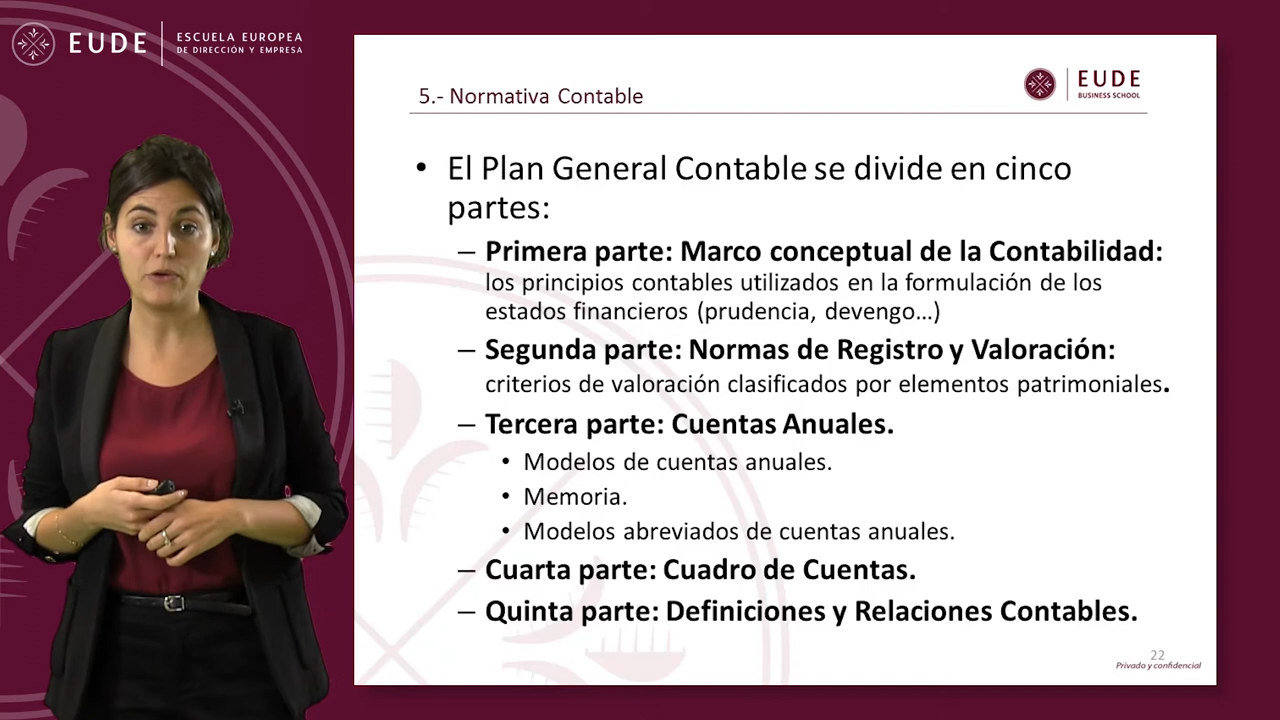 EUDE
ESCUELA EUROPEA
DE DIRECCIÓN Y EMPRESA
5.- Normativa Contable
EUDE
BUSINESS SCHOOL
• El Plan General Contable se divide en cinco
partes:
– Primera parte: Marco conceptual de la Contabilidad:
los principios contables utilizados en la formulación de los
estados financieros (prudencia, devengo...)
– Segunda parte: Normas de Registro y Valoración:
criterios de valoración clasificados por elementos patrimoniales.
– Tercera parte: Cuentas Anuales.
• Modelos de cuentas anuales.
• Memoria.
• Modelos abreviados de cuentas anuales.
– Cuarta parte: Cuadro de Cuentas.
– Quinta parte: Definiciones y Relaciones Contables.
22
Privado y confidencial